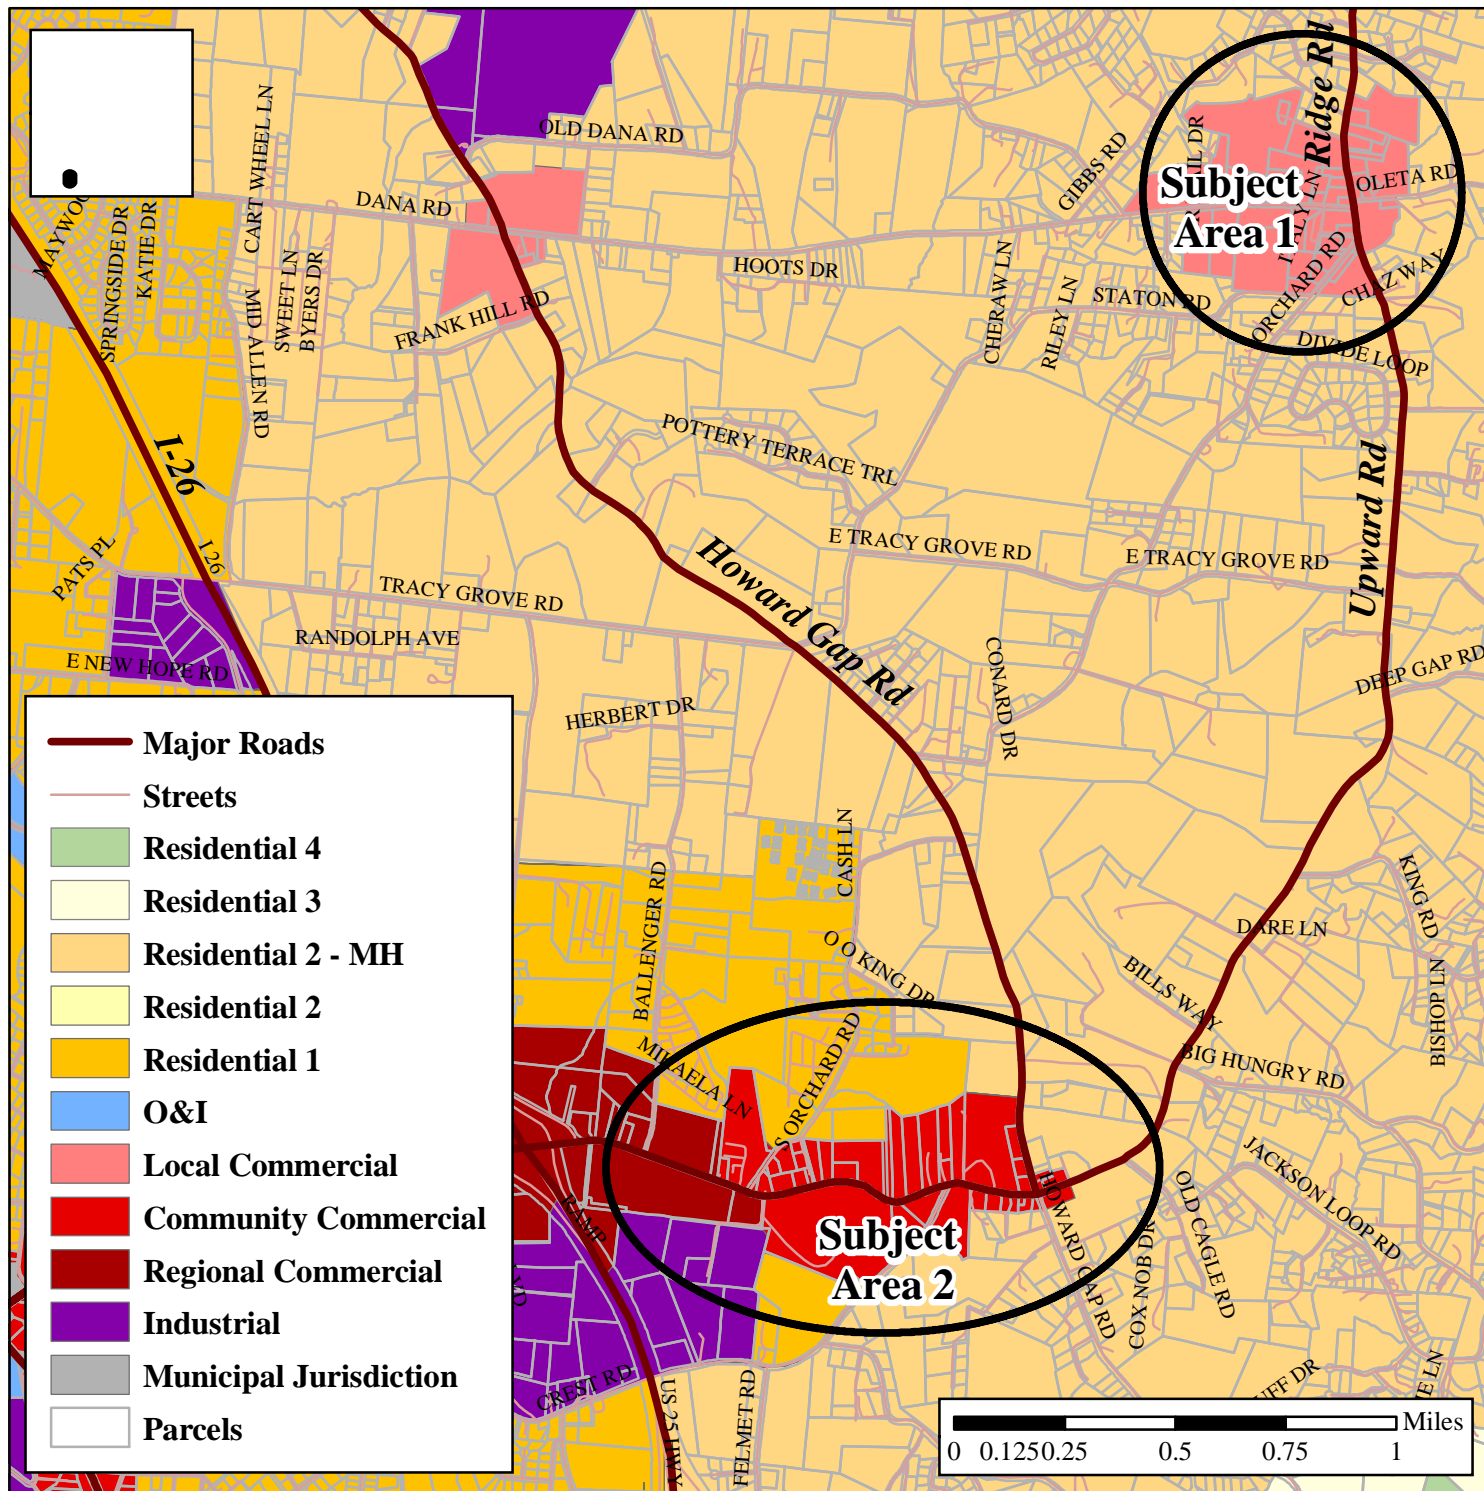 OLD DANA RD
CART WHEEL LN
DANA RD
GIBBS RD
Ridge Rd
OLETA RD
Subject
Area 1
MAYWOO
SPRINGSIDE DR
KATIE DR
MID ALLEN RD
SWEET LN
BYERS DR
FRANK HILL RD
HOOTS DR
CHERAW LN
RILEY LN
STATON RD
ORCHARD RD
CHAZ WAY
DIVIDE LOOP
I-26
I-26
POTTERY TERRACE TRL
Upward Rd
PATS PL
TRACY GROVE RD
Howard Gap Rd
E TRACY GROVE RD
E TRACY GROVE RD
RANDOLPH AVE
E NEW HOPE RD
HERBERT DR
CONARD DR
DEEP GAP RD
CASH LN
BALLENGER RD
O O KING DR
DARE LN
KING RD
BISHOP LN
BILLS WAY
BIG HUNGRY RD
MIKAELA LN
S ORCHARD RD
JACKSON LOOP RD
OLD CAGLE RD
COX NOB DR
HOWARD GAP RD
RAMP
Subject
Area 2
CREST RD
US 25 HWY
FELMET RD
UFF DR
Major Roads
Streets
Residential 4
Residential 3
Residential 2 - MH
Residential 2
Residential 1
O&I
Local Commercial
Community Commercial
Regional Commercial
Industrial
Municipal Jurisdiction
Parcels
Miles
0 0.125 0.25 0.5 0.75 1